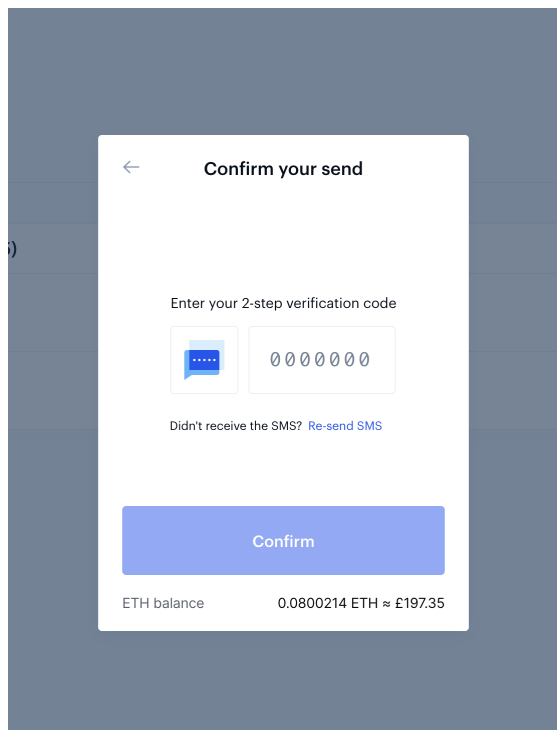 Confirm your send
5)
Enter your 2-step verification code
0000000
Didn't receive the SMS? Re-send SMS
Confirm
ETH balance 0.0800214 ETH ≈ £197.35